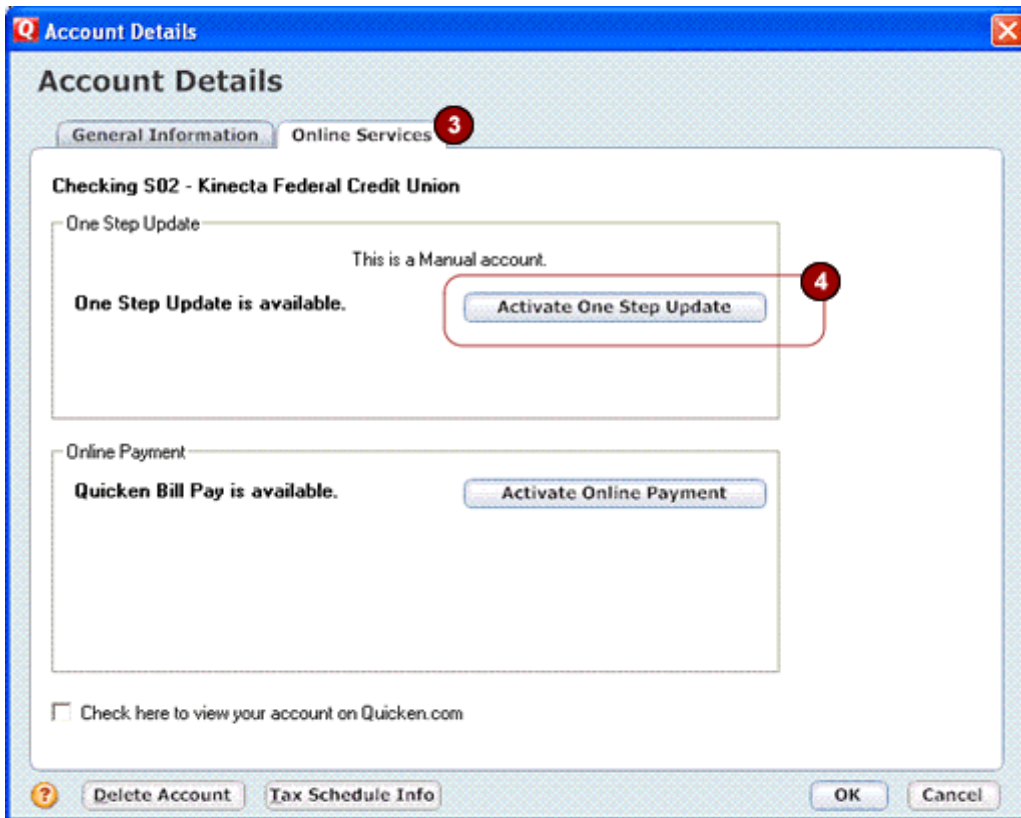 Q Account Details
Account Details
General Information Online Services 3
Checking S02 - Kinecta Federal Credit Union
One Step Update
This is a Manual account.
4
One Step Update is available. Activate One Step Update
Online Payment
Quicken Bill Pay is available. Activate Online Payment
Check here to view your account on Quicken.com
? Delete Account Tax Schedule Info OK Cancel